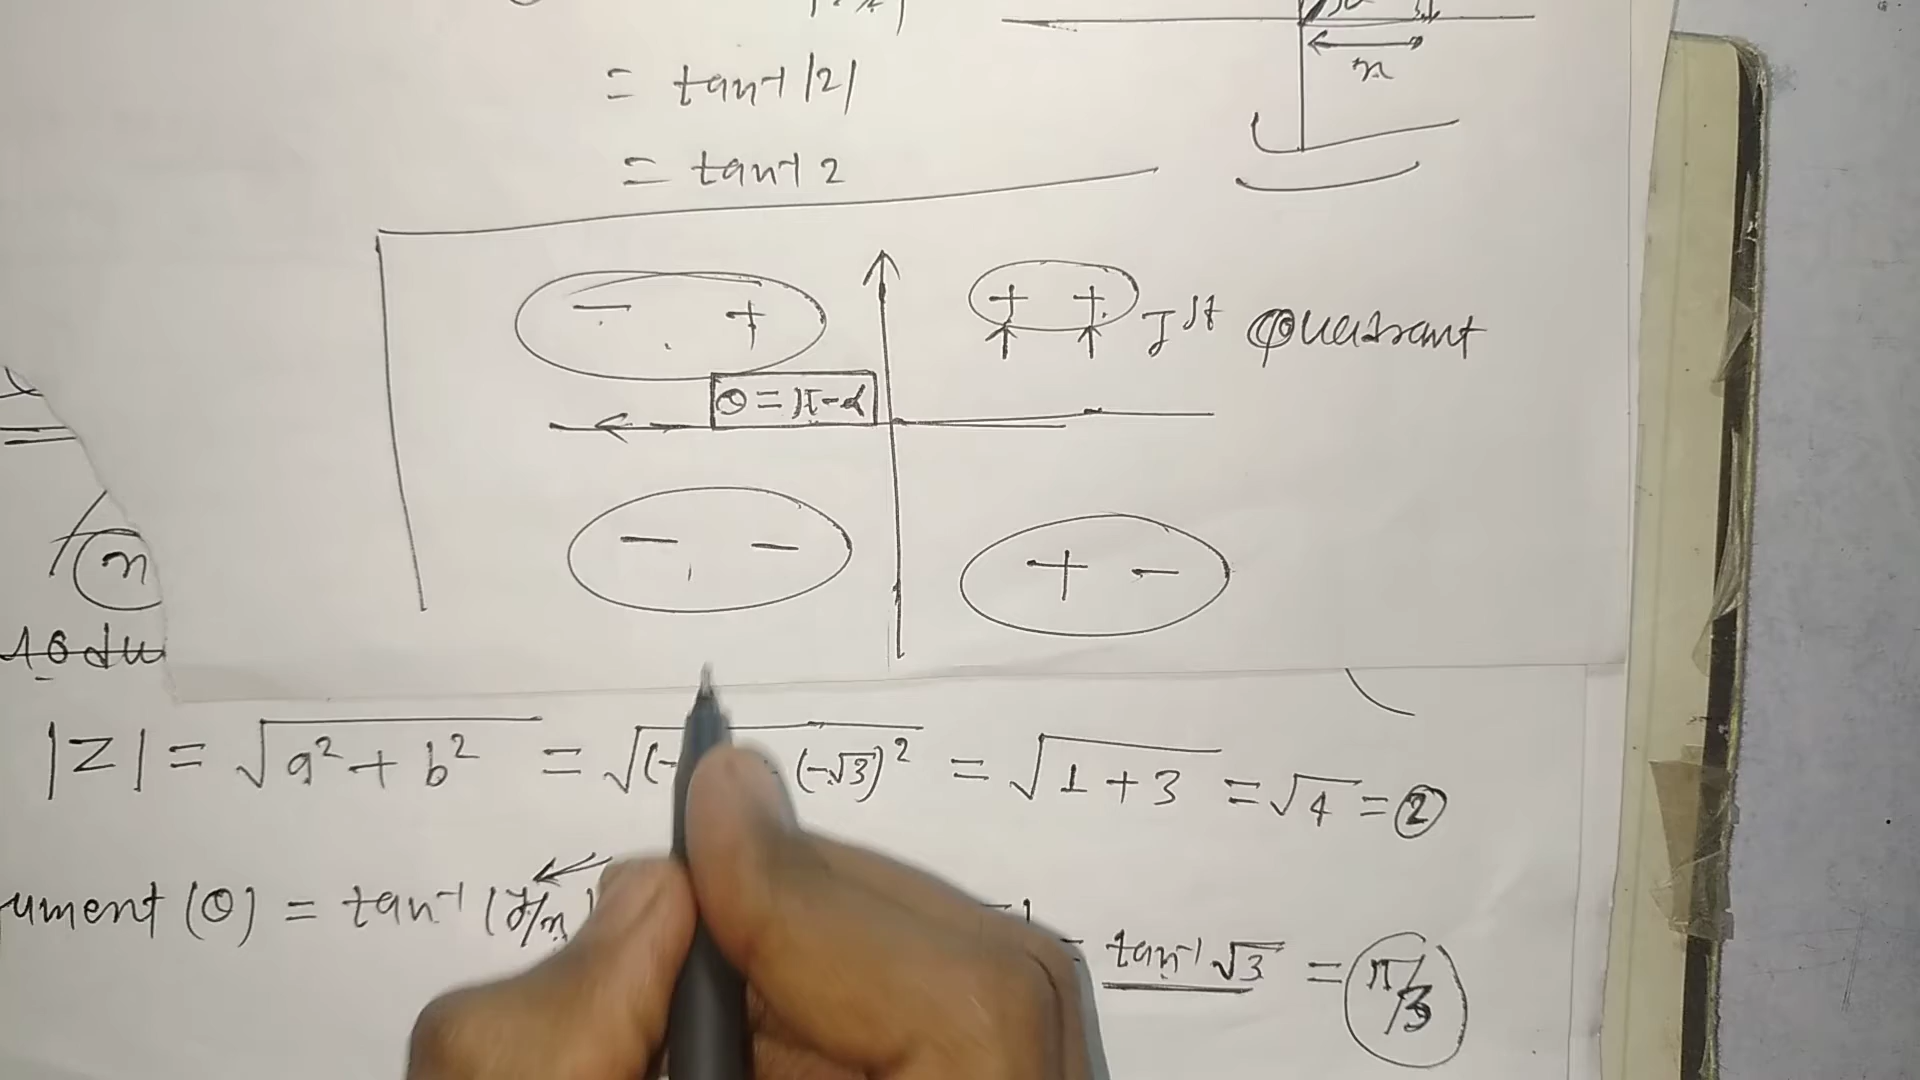 = tan⁻¹ |2|
= tan⁻¹ 2
x
- +
+ + Ist Quadrant
θ = π-α
- -
+ -
x
|Z| = √a² + b² = √(- (-√3)² = √1 + 3 = √4 = 2
ument (θ) = tan⁻¹ (y/x) = tan⁻¹ √3 = π/3